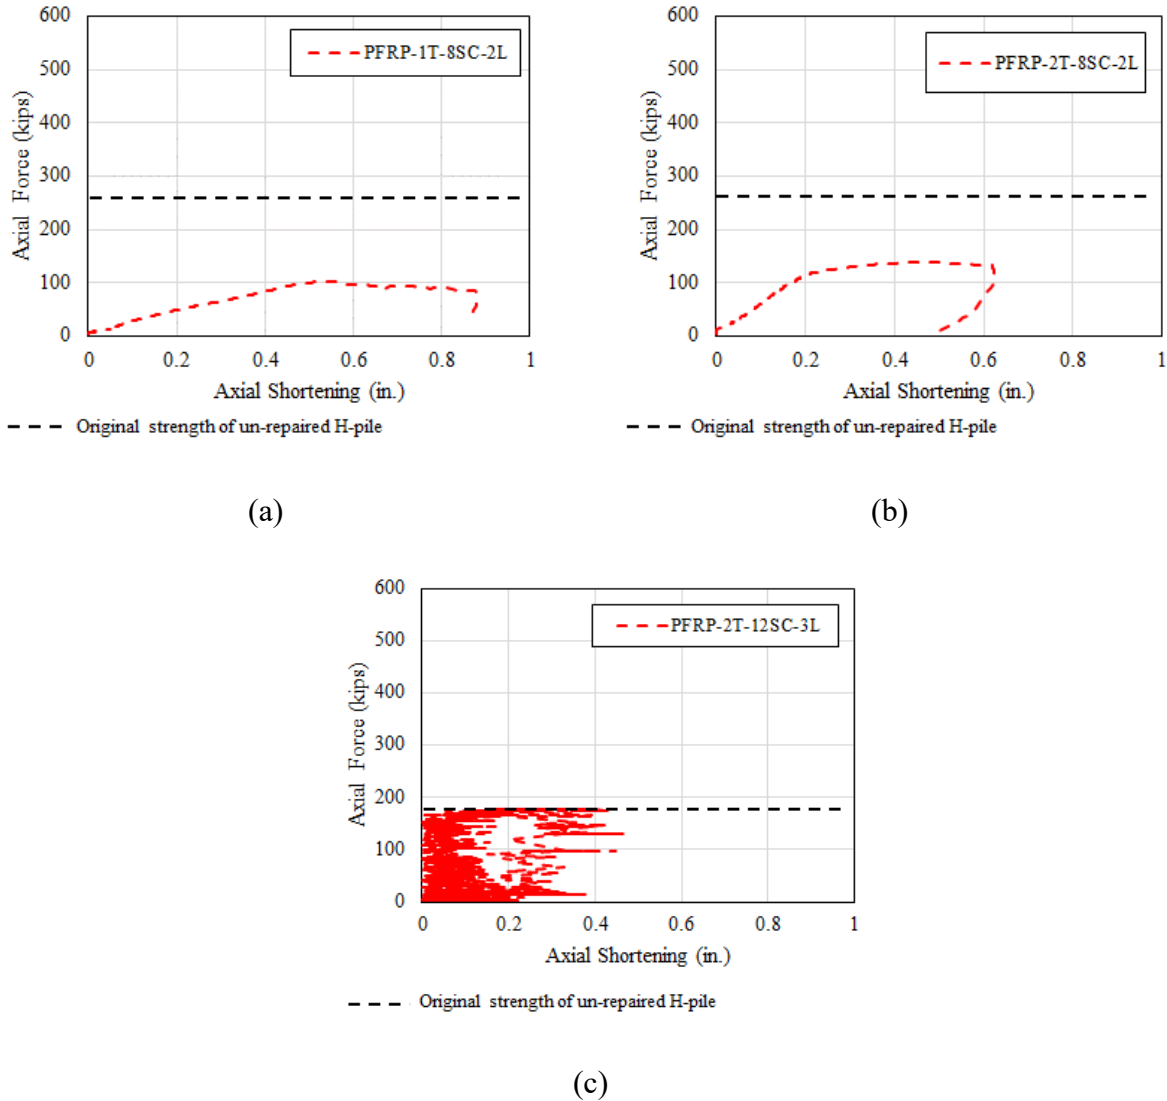 600
500
400
300
200
100
0
Axial Force (kips)
PFRP-1T-8SC-2L
0 0.2 0.4 0.6 0.8 1
Axial Shortening (in.)
Original strength of un-repaired H-pile
(a)
600
500
400
300
200
100
0
Axial Force (kips)
PFRP-2T-8SC-2L
0 0.2 0.4 0.6 0.8 1
Axial Shortening (in.)
Original strength of un-repaired H-pile
(b)
600
500
400
300
200
100
0
Axial Force (kips)
PFRP-2T-12SC-3L
0 0.2 0.4 0.6 0.8 1
Axial Shortening (in.)
Original strength of un-repaired H-pile
(c)